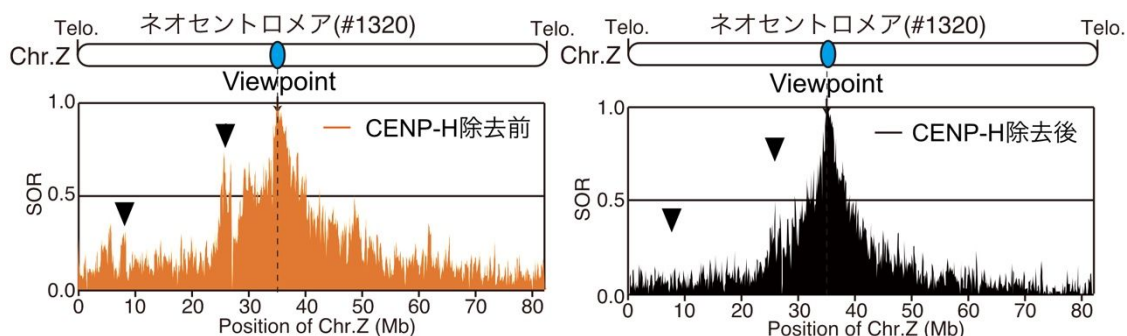 ネオセントロメア(#1320)
Telo.
Telo.
Chr.Z
Viewpoint
CENP-H除去前
SOR
1.0
0.5
0.0
0 10 20 30 40 50 60 70 80
Position of Chr.Z (Mb)
ネオセントロメア(#1320)
Telo.
Telo.
Chr.Z
Viewpoint
CENP-H除去後
SOR
1.0
0.5
0.0
0 10 20 30 40 50 60 70 80
Position of Chr.Z (Mb)